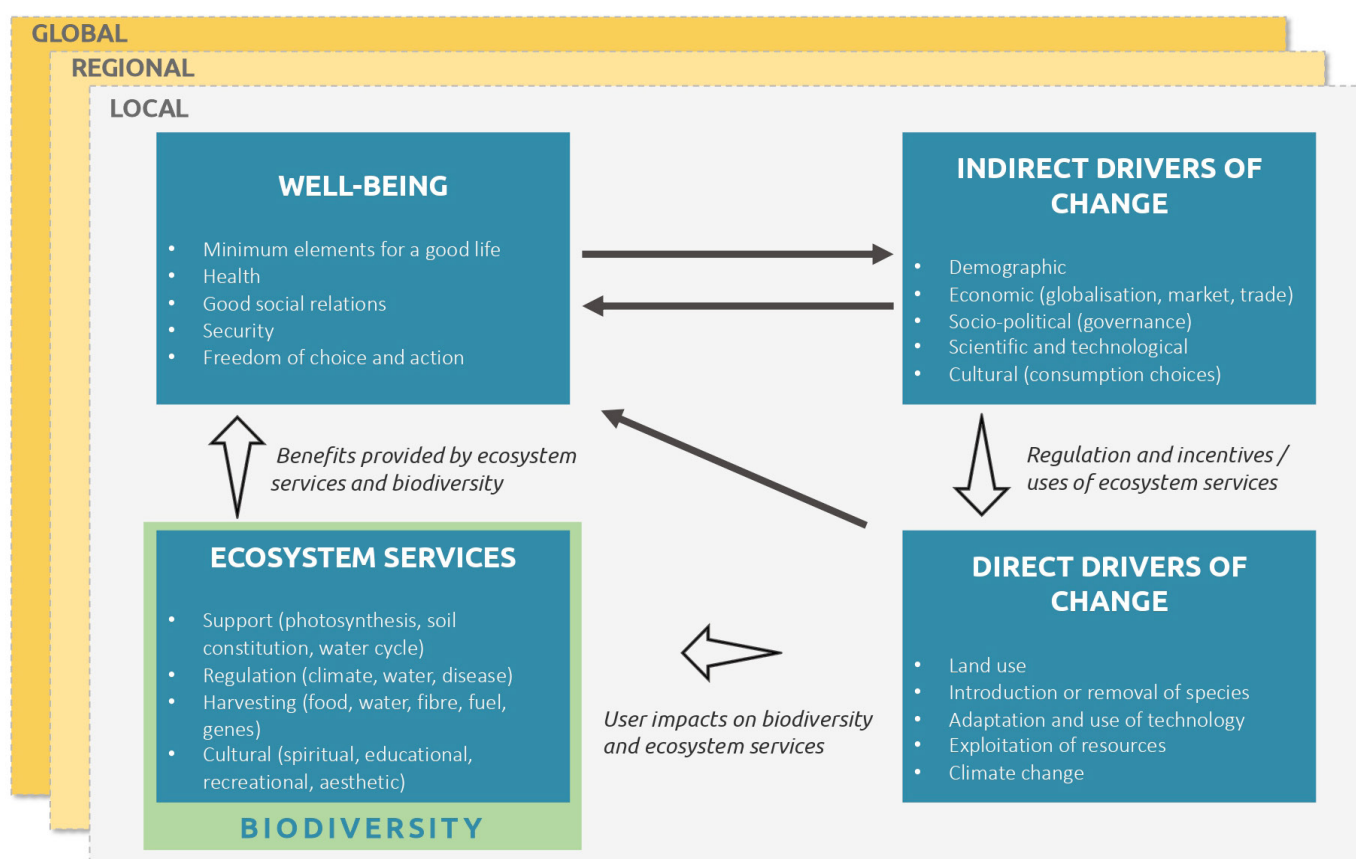 GLOBAL
REGIONAL
LOCAL
WELL-BEING
• Minimum elements for a good life
• Health
• Good social relations
• Security
• Freedom of choice and action
INDIRECT DRIVERS OF
CHANGE
• Demographic
• Economic (globalisation, market, trade)
• Socio-political (governance)
• Scientific and technological
• Cultural (consumption choices)
Benefits provided by ecosystem
services and biodiversity
Regulation and incentives /
uses of ecosystem services
ECOSYSTEM SERVICES
• Support (photosynthesis, soil
constitution, water cycle)
• Regulation (climate, water, disease)
• Harvesting (food, water, fibre, fuel,
genes)
• Cultural (spiritual, educational,
recreational, aesthetic)
BIODIVERSITY
User impacts on biodiversity
and ecosystem services
DIRECT DRIVERS OF
CHANGE
• Land use
• Introduction or removal of species
• Adaptation and use of technology
• Exploitation of resources
• Climate change